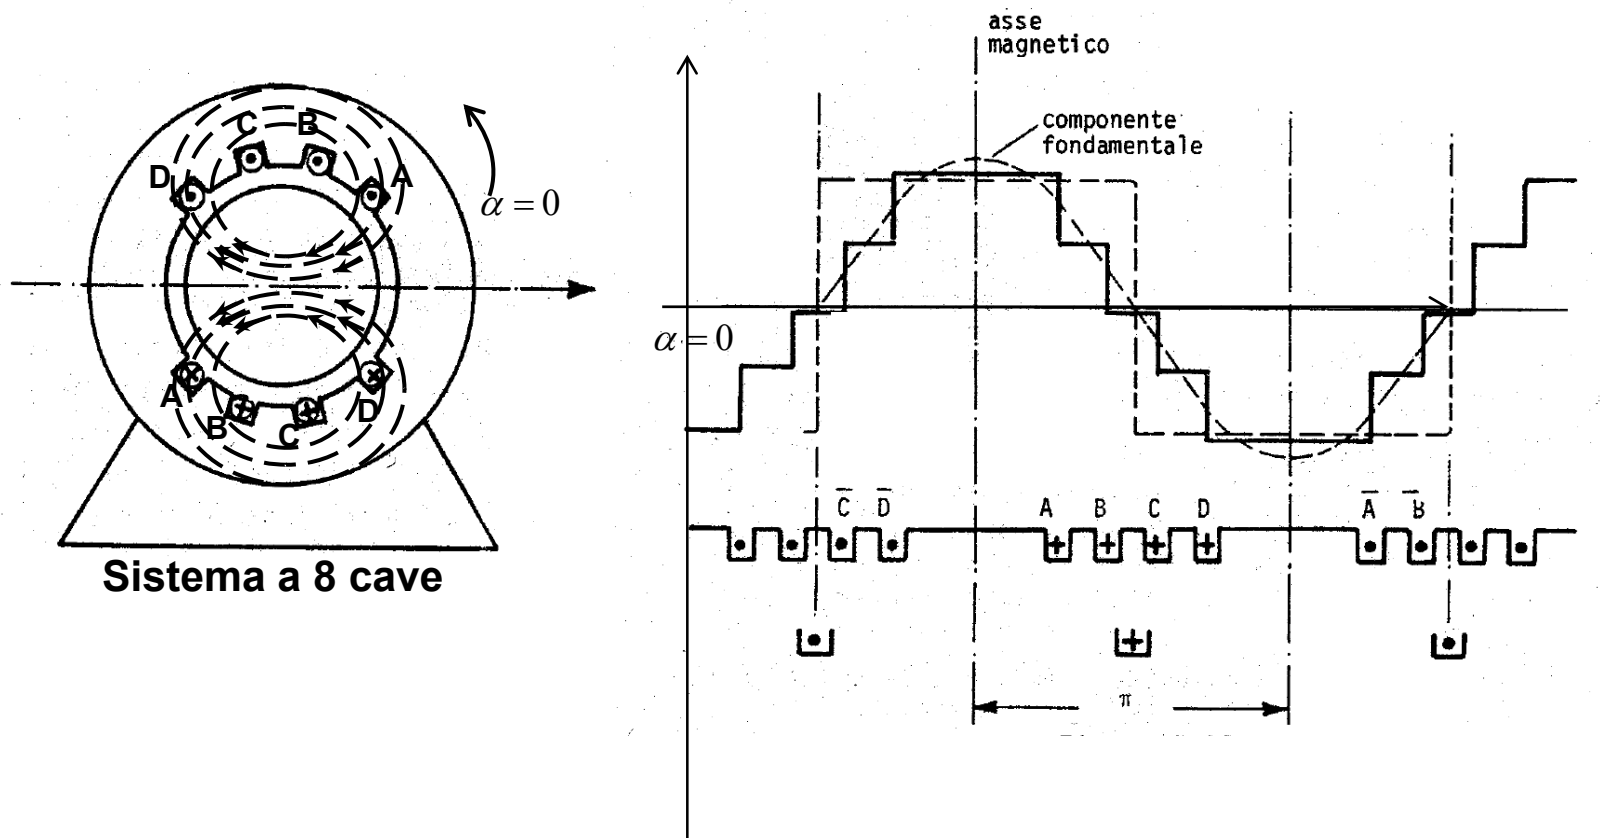 asse
magnetico
componente
fondamentale
C B
D A
α = 0
A D
B C
α = 0
C̅ D̅ A B C D A̅ B̅
Sistema a 8 cave
π